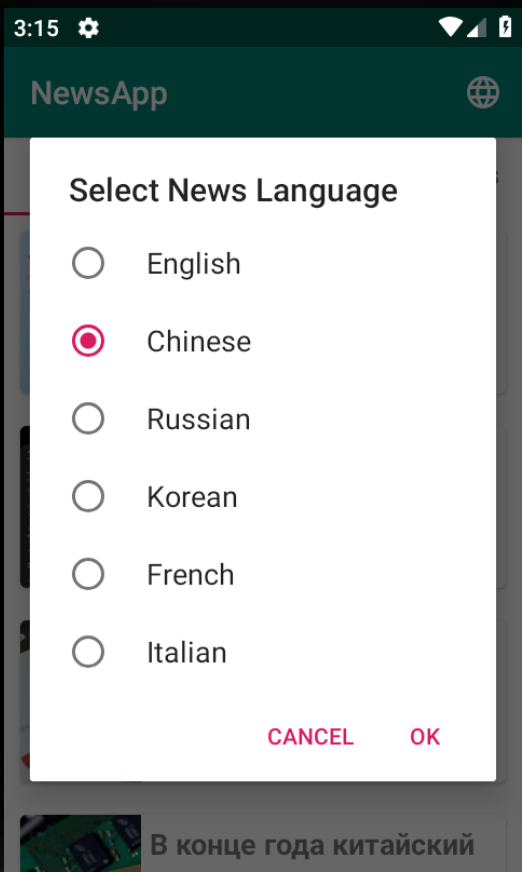 3:15
NewsApp
Select News Language
English
Chinese
Russian
Korean
French
Italian
CANCEL
OK
В конце года китайский